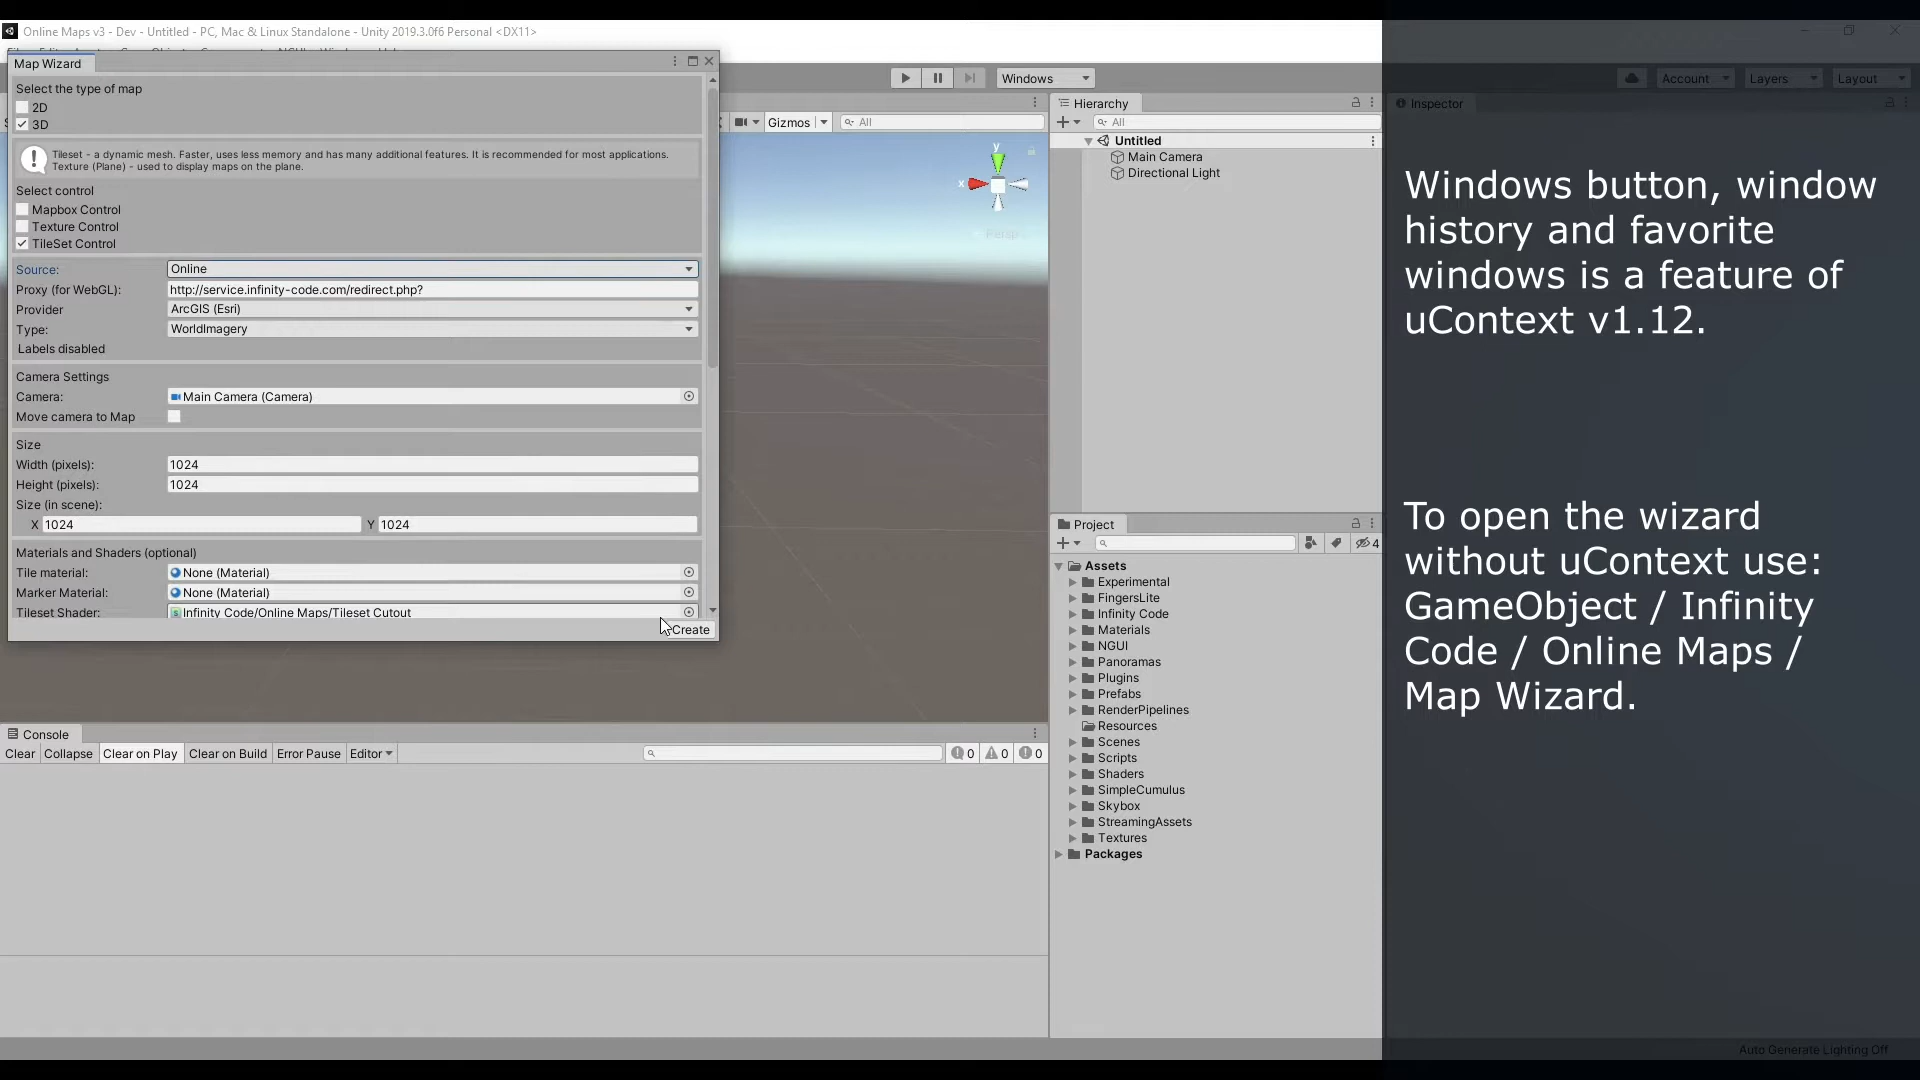 Online Maps v3 - Dev - Untitled - PC, Mac & Linux Standalone - Unity 2019.3.0f6 Personal <DX11>
Map Wizard
Select the type of map
2D
3D
Tileset - a dynamic mesh. Faster, uses less memory and has many additional features. It is recommended for most applications.
Texture (Plane) - used to display maps on the plane.
Select control
Mapbox Control
Texture Control
TileSet Control
Source: Online
Proxy (for WebGL): http://service.infinity-code.com/redirect.php?
Provider ArcGIS (Esri)
Type: WorldImagery
Labels disabled
Camera Settings
Camera: Main Camera (Camera)
Move camera to Map
Size
Width (pixels): 1024
Height (pixels): 1024
Size (in scene):
X 1024 Y 1024
Materials and Shaders (optional)
Tile material: None (Material)
Marker Material: None (Material)
Tileset Shader: Infinity Code/Online Maps/Tileset Cutout
Create
Windows
Account
Layers
Layout
Gizmos
All
y
x
Persp
Hierarchy
All
Untitled
Main Camera
Directional Light
Project
4
Assets
Experimental
FingersLite
Infinity Code
Materials
NGUI
Panoramas
Plugins
Prefabs
RenderPipelines
Resources
Scenes
Scripts
Shaders
SimpleCumulus
Skybox
StreamingAssets
Textures
Packages
Console
Clear Collapse Clear on Play Clear on Build Error Pause Editor
0 0 0
Inspector
Windows button, window
history and favorite
windows is a feature of
uContext v1.12.
To open the wizard
without uContext use:
GameObject / Infinity
Code / Online Maps /
Map Wizard.
Auto Generate Lighting Off